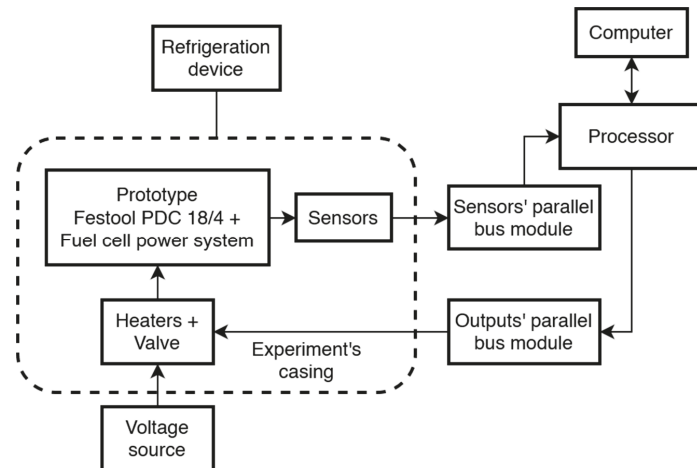 Computer
Refrigeration
device
Processor
Prototype
Festool PDC 18/4 +
Fuel cell power system
Sensors
Sensors' parallel
bus module
Heaters +
Valve
Experiment's
casing
Outputs' parallel
bus module
Voltage
source